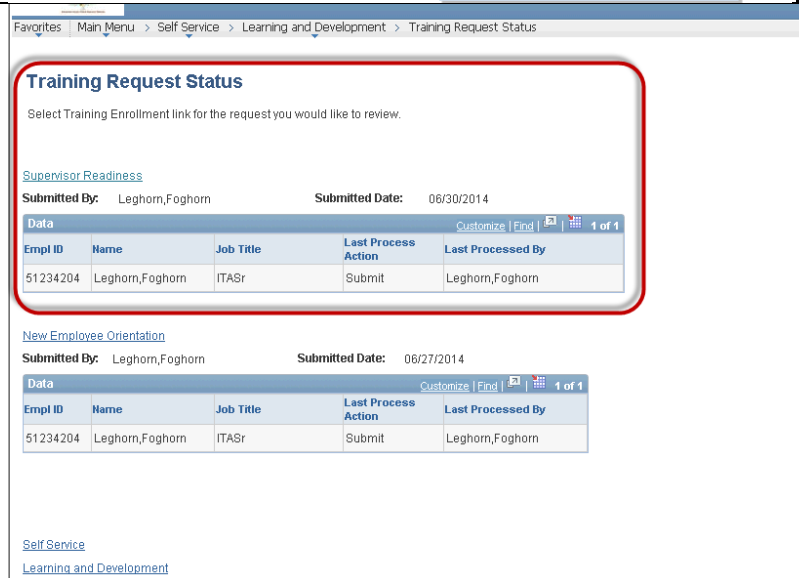 Favorites Main Menu > Self Service > Learning and Development > Training Request Status
Training Request Status
Select Training Enrollment link for the request you would like to review.
Supervisor Readiness
Submitted By: Leghorn,Foghorn Submitted Date: 06/30/2014
Data Customize | Find | | 1 of 1
Empl ID Name Job Title Last Process Action Last Processed By
51234204 Leghorn,Foghorn ITASr Submit Leghorn,Foghorn
New Employee Orientation
Submitted By: Leghorn,Foghorn Submitted Date: 06/27/2014
Data Customize | Find | | 1 of 1
Empl ID Name Job Title Last Process Action Last Processed By
51234204 Leghorn,Foghorn ITASr Submit Leghorn,Foghorn
Self Service
Learning and Development